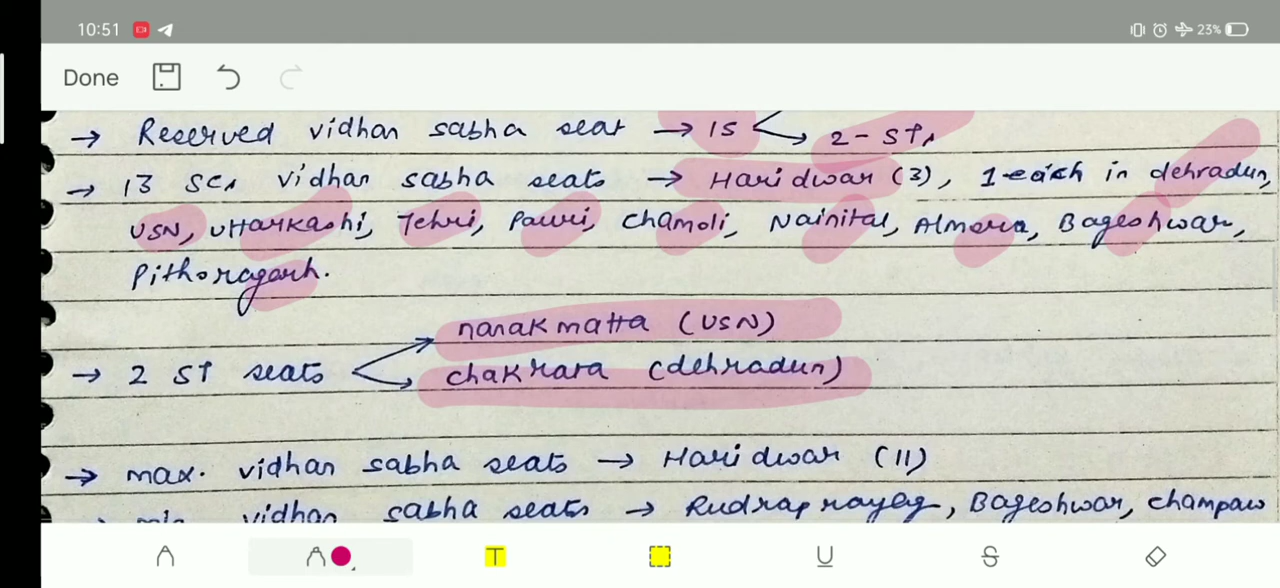 10:51
23%
Done
→ Reserved vidhan sabha seat → 15 → 2 - ST,
→ 13 SC, vidhan sabha seats → Haridwar (3), 1 each in dehradun,
USN, Uttarkashi, Tehri, Pauri, Chamoli, Nainital, Almora, Bageshwar,
Pithoragarh.
nanakmatta (USN)
→ 2 ST seats
chakrara (dehradun)
→ max. vidhan sabha seats → Haridwar (11)
→ min vidhan sabha seats → Rudraprayag, Bageshwar, champaw
T
U
S